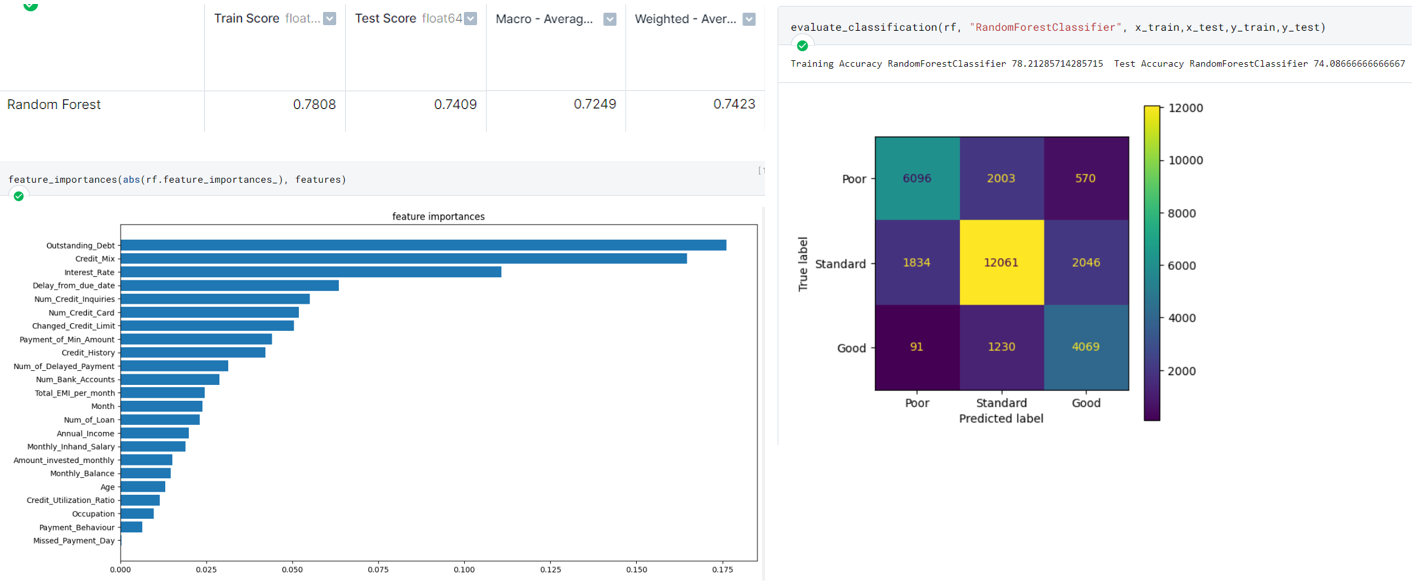 Train Score float... Test Score float64 Macro - Averag... Weighted - Aver...
Random Forest 0.7808 0.7409 0.7249 0.7423
feature_importances(abs(rf.feature_importances_), features)
feature importances
Outstanding_Debt
Credit_Mix
Interest_Rate
Delay_from_due_date
Num_Credit_Inquiries
Num_Credit_Card
Changed_Credit_Limit
Payment_of_Min_Amount
Credit_History
Num_of_Delayed_Payment
Num_Bank_Accounts
Total_EMI_per_month
Month
Num_of_Loan
Annual_Income
Monthly_Inhand_Salary
Amount_invested_monthly
Monthly_Balance
Age
Credit_Utilization_Ratio
Occupation
Payment_Behaviour
Missed_Payment_Day
0.000 0.025 0.050 0.075 0.100 0.125 0.150 0.175
evaluate_classification(rf, "RandomForestClassifier", x_train,x_test,y_train,y_test)
Training Accuracy RandomForestClassifier 78.21285714285715 Test Accuracy RandomForestClassifier 74.08666666666667
Poor 6096 2003 570
Standard 1834 12061 2046
Good 91 1230 4069
Poor Standard Good
Predicted label
True label
12000
10000
8000
6000
4000
2000